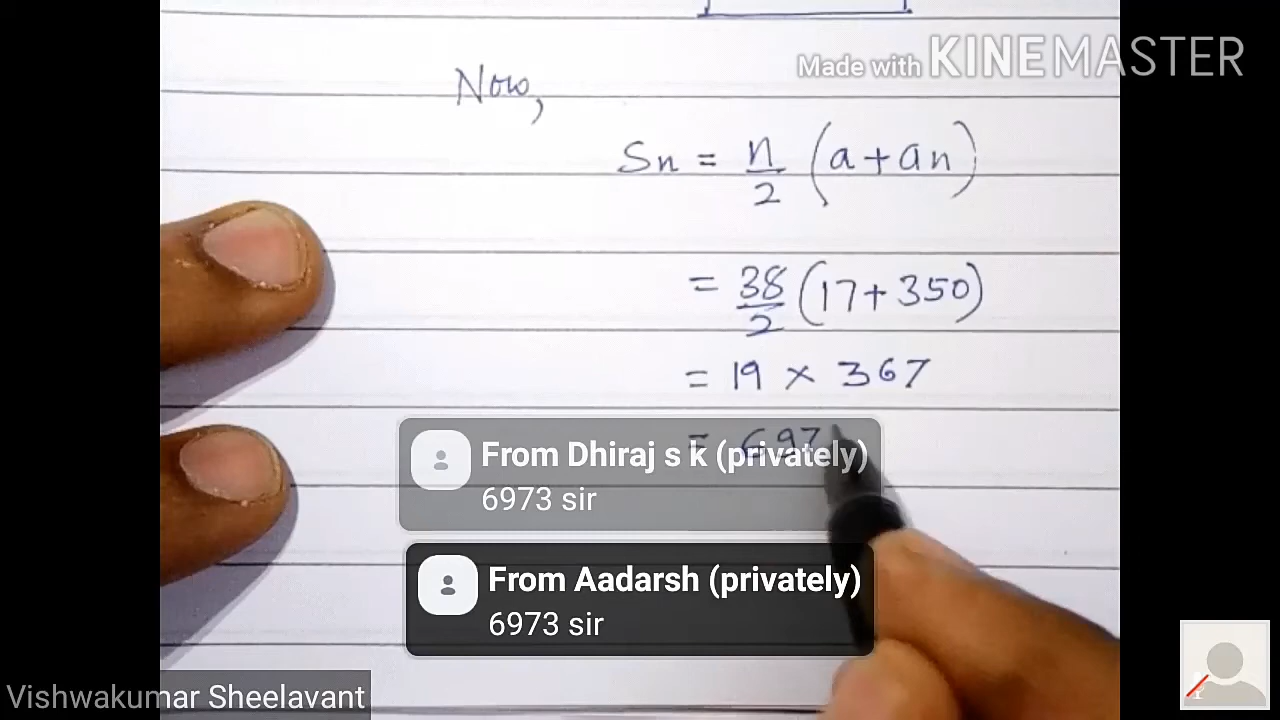 Made with KINEMASTER
Now,
Sn = n/2 (a+an)
= 38/2 (17+350)
= 19 × 367
= 697
From Dhiraj s k (privately)
6973 sir
From Aadarsh (privately)
6973 sir
Vishwakumar Sheelavant